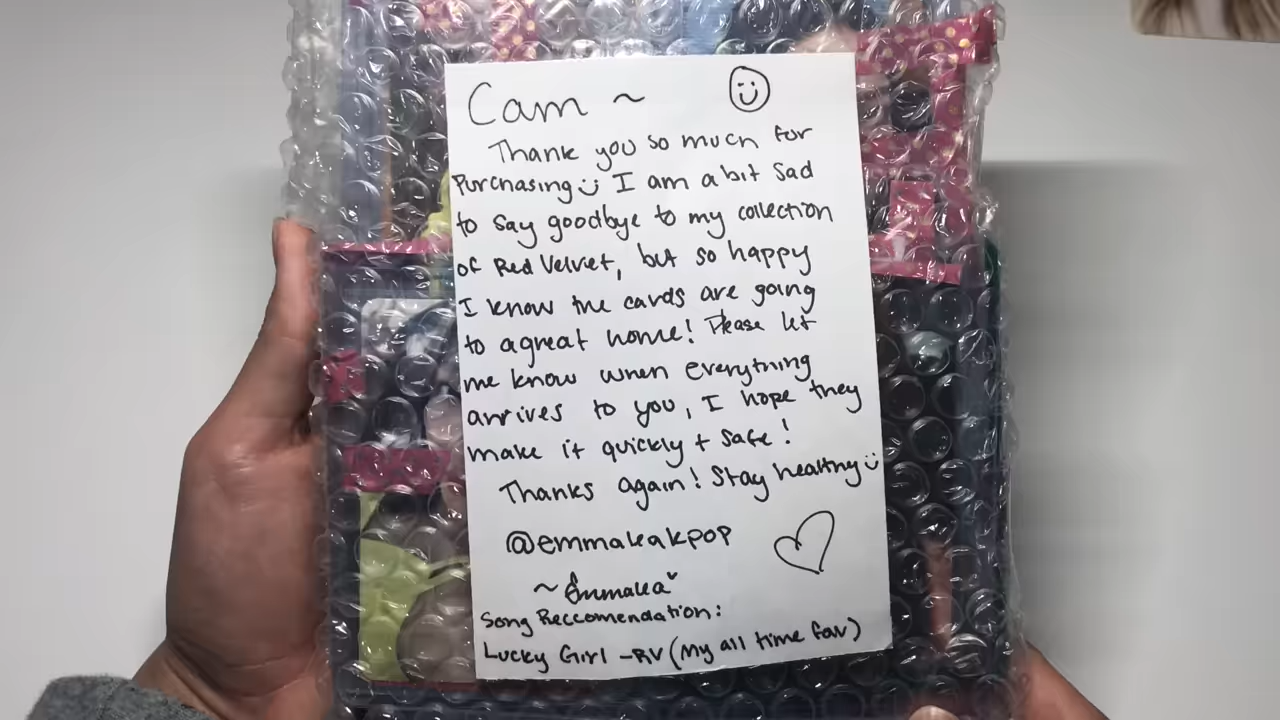 Cam ~
Thank you so much for
Purchasing I am a bit sad
to say goodbye to my collection
of Red Velvet, but so happy
I know the cards are going
to a great home! Please let
me know when everything
arrives to you, I hope they
make it quickly + safe!
Thanks again! Stay healthy
@emmaleakpop
~ Emmalea
Song Reccomendation:
Lucky Girl -RV (my all time fav)